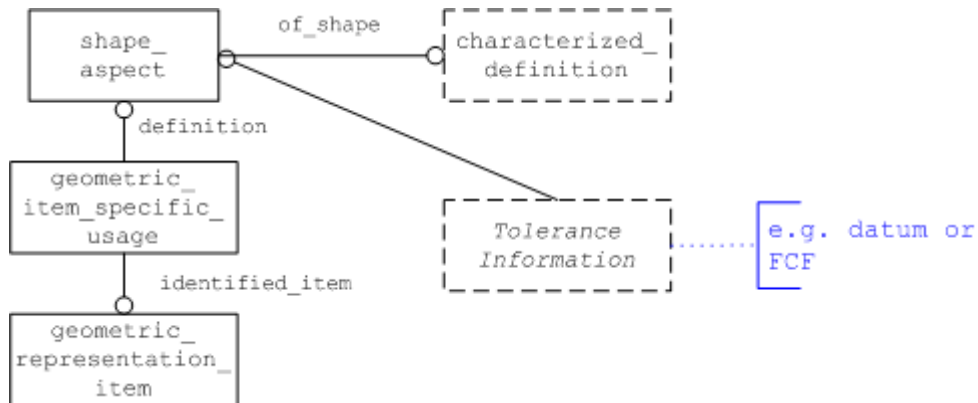 of_shape
shape_
aspect
characterized_
definition
definition
geometric_
item_specific_
usage
Tolerance
Information
e.g. datum or
FCF
identified_item
geometric_
representation_
item